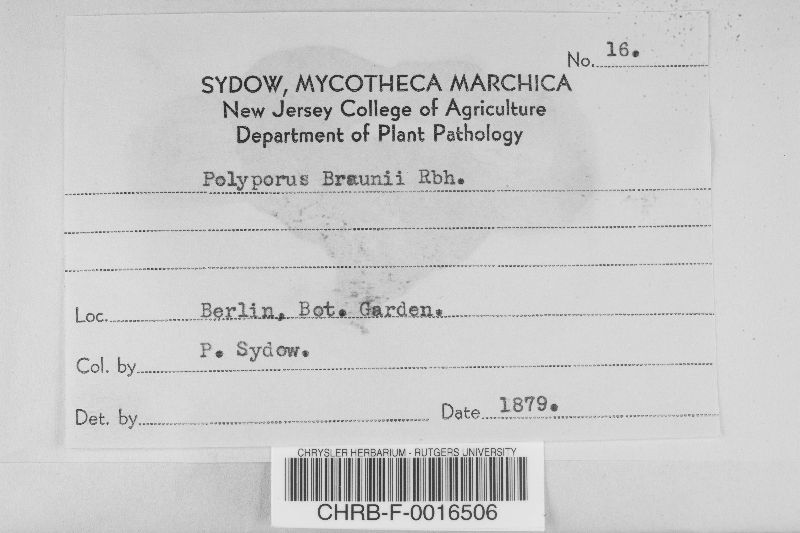 No. 16.
SYDOW, MYCOTHECA MARCHICA
New Jersey College of Agriculture
Department of Plant Pathology
Polyporus Braunii Rbh.
Loc. Berlin, Bot. Garden.
Col. by P. Sydow.
Det. by
Date 1879.
CHRYSLER HERBARIUM - RUTGERS UNIVERSITY
CHRB-F-0016506